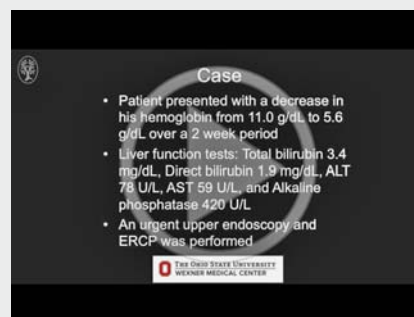 Case
• Patient presented with a decrease in
his hemoglobin from 11.0 g/dL to 5.6
g/dL over a 2 week period
• Liver function tests: Total bilirubin 3.4
mg/dL, Direct bilirubin 1.9 mg/dL, ALT
78 U/L, AST 59 U/L, and Alkaline
phosphatase 420 U/L
• An urgent upper endoscopy and
ERCP was performed
THE OHIO STATE UNIVERSITY
WEXNER MEDICAL CENTER